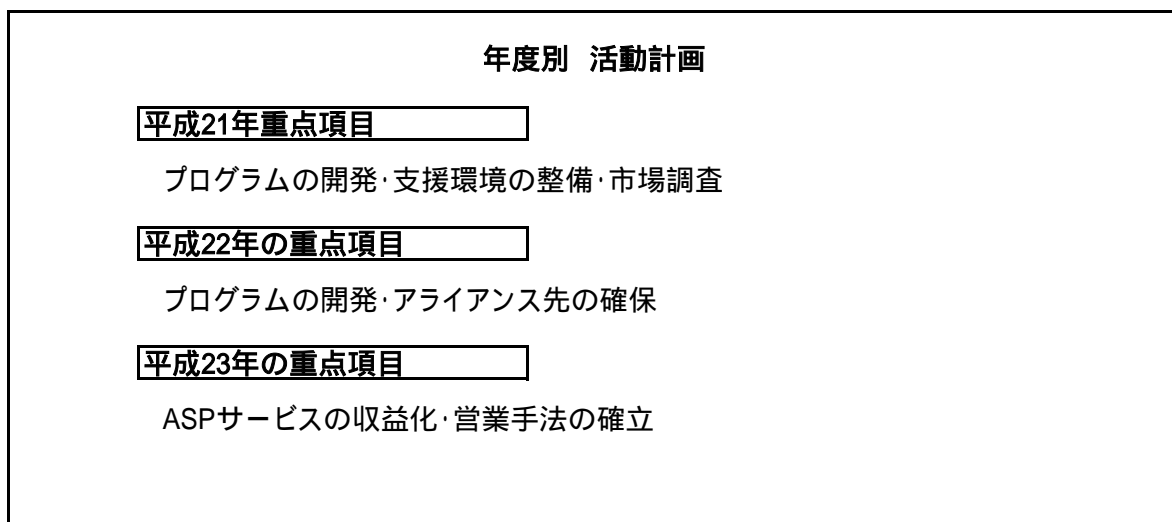 年度別 活動計画
平成21年重点項目
プログラムの開発・支援環境の整備・市場調査
平成22年の重点項目
プログラムの開発・アライアンス先の確保
平成23年の重点項目
ASPサービスの収益化・営業手法の確立